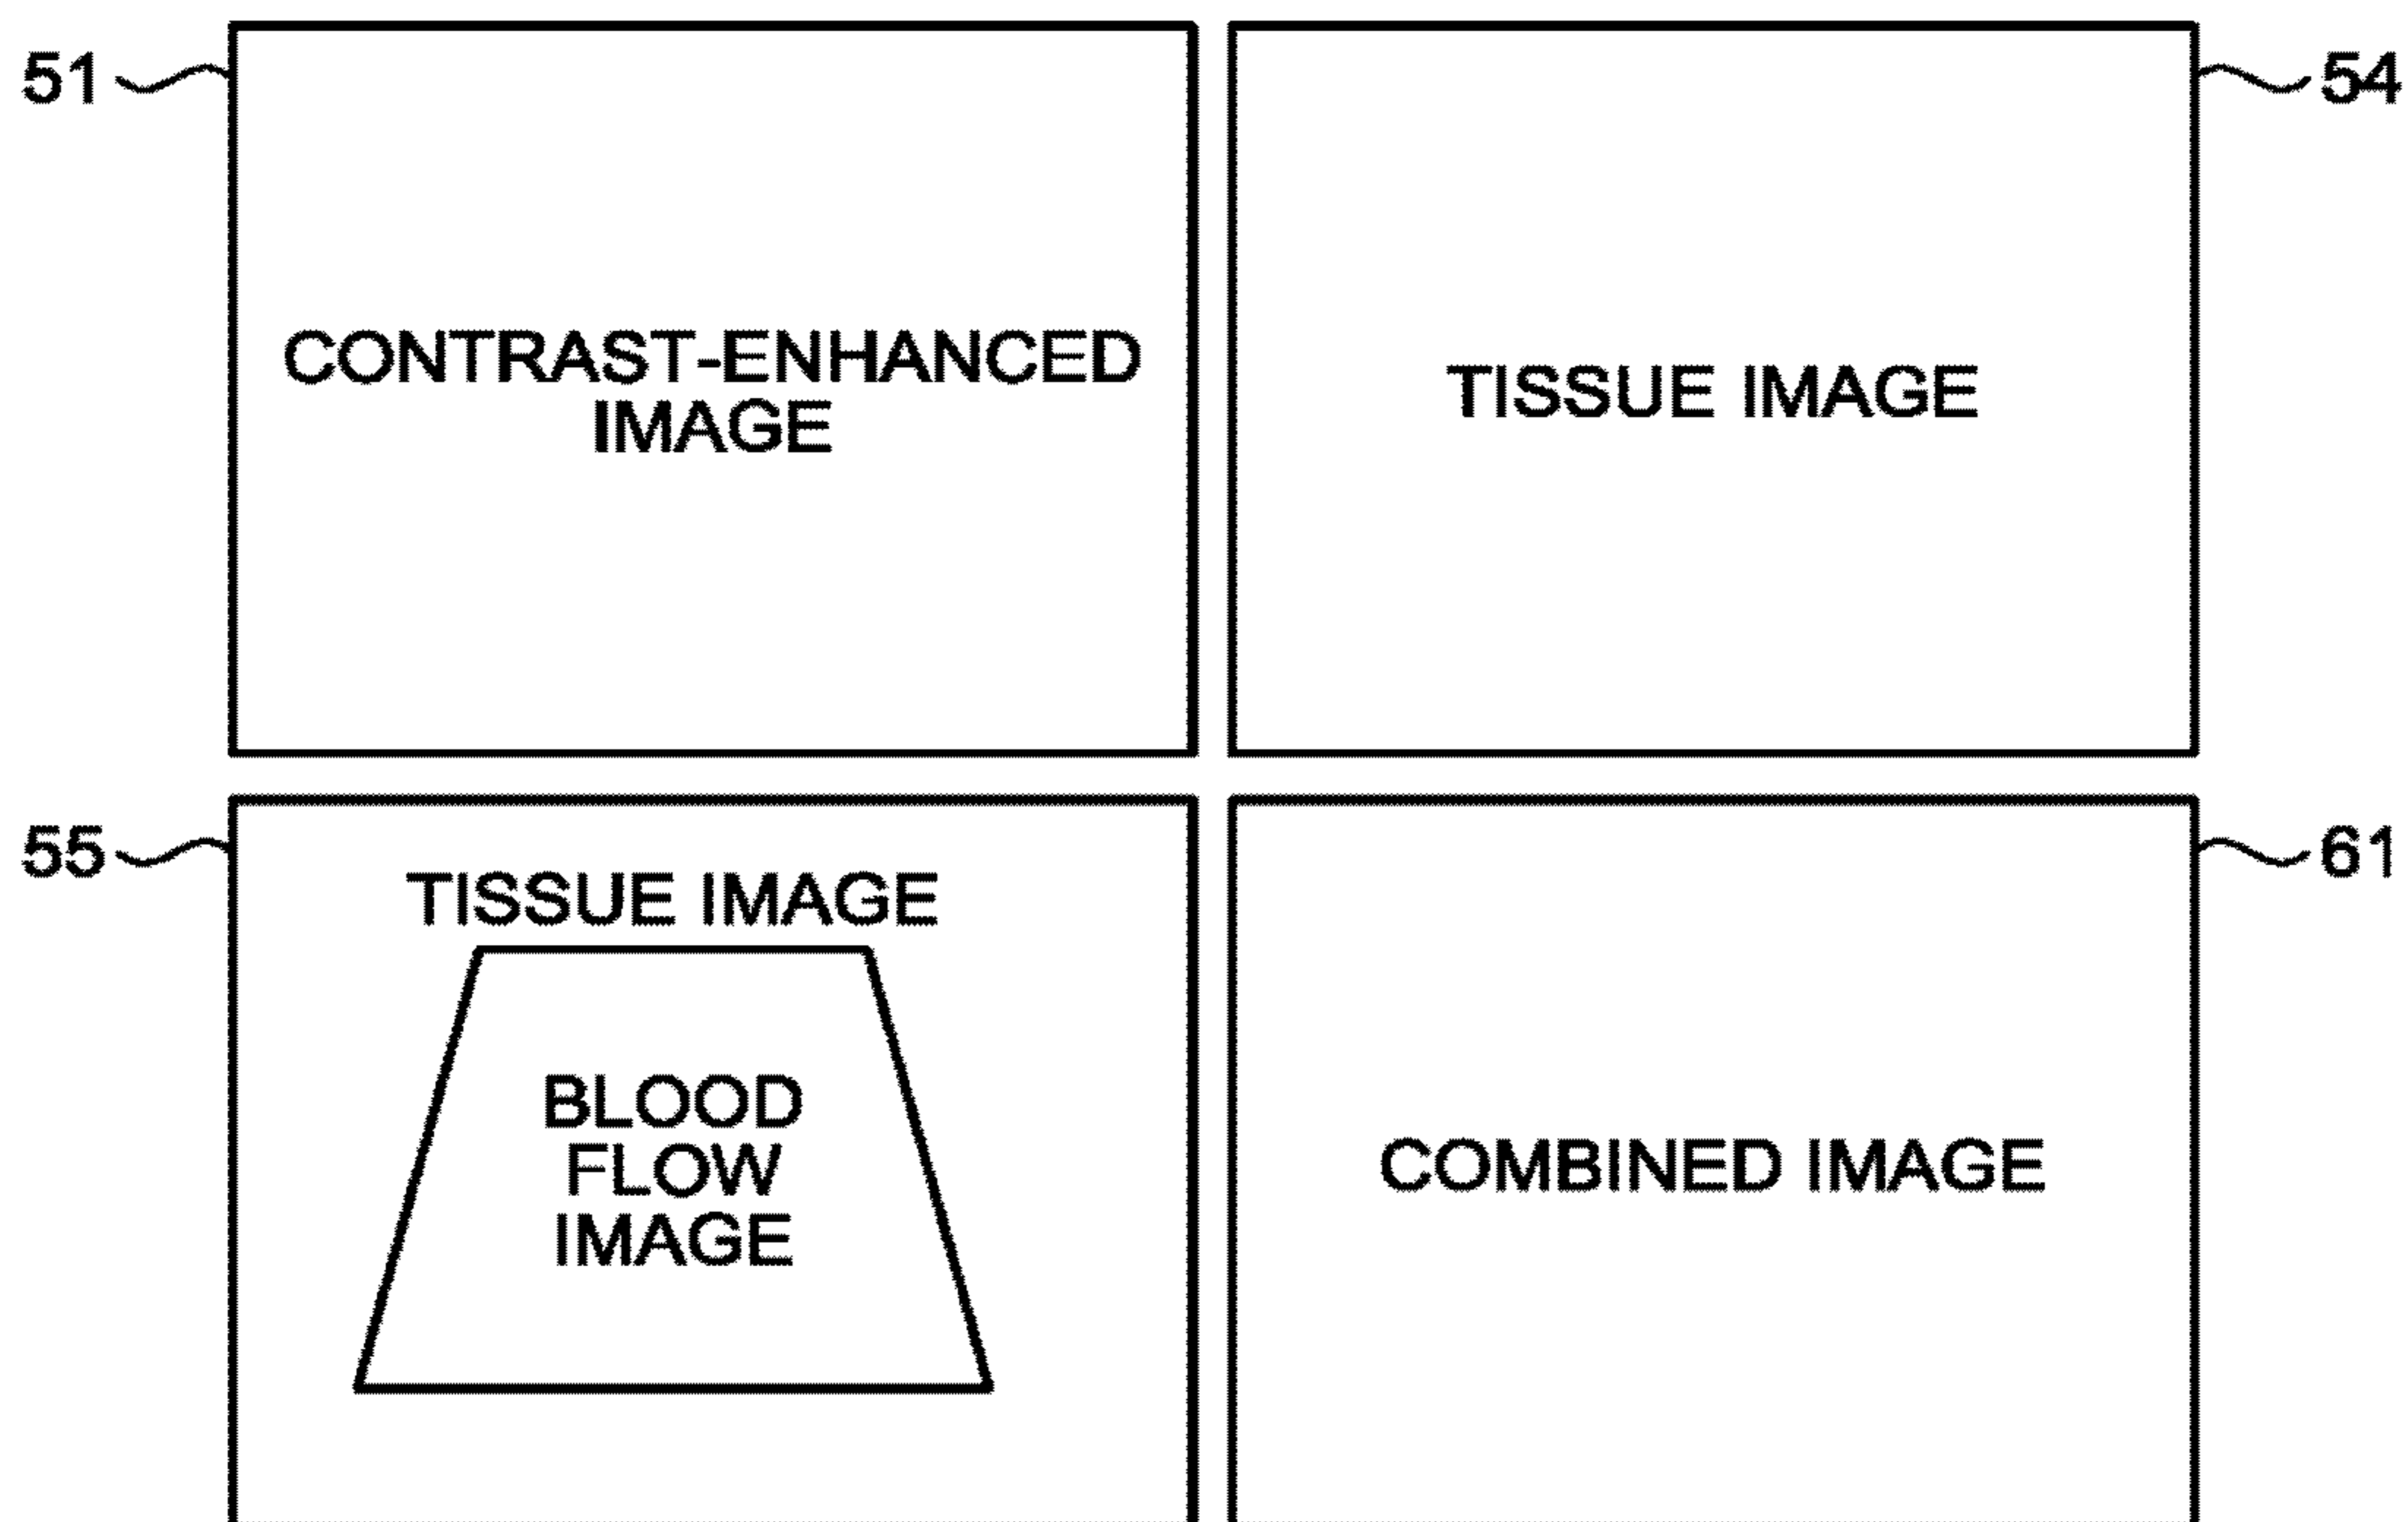 51
54
CONTRAST-ENHANCED
IMAGE
TISSUE IMAGE
55
61
TISSUE IMAGE
BLOOD
FLOW
IMAGE
COMBINED IMAGE